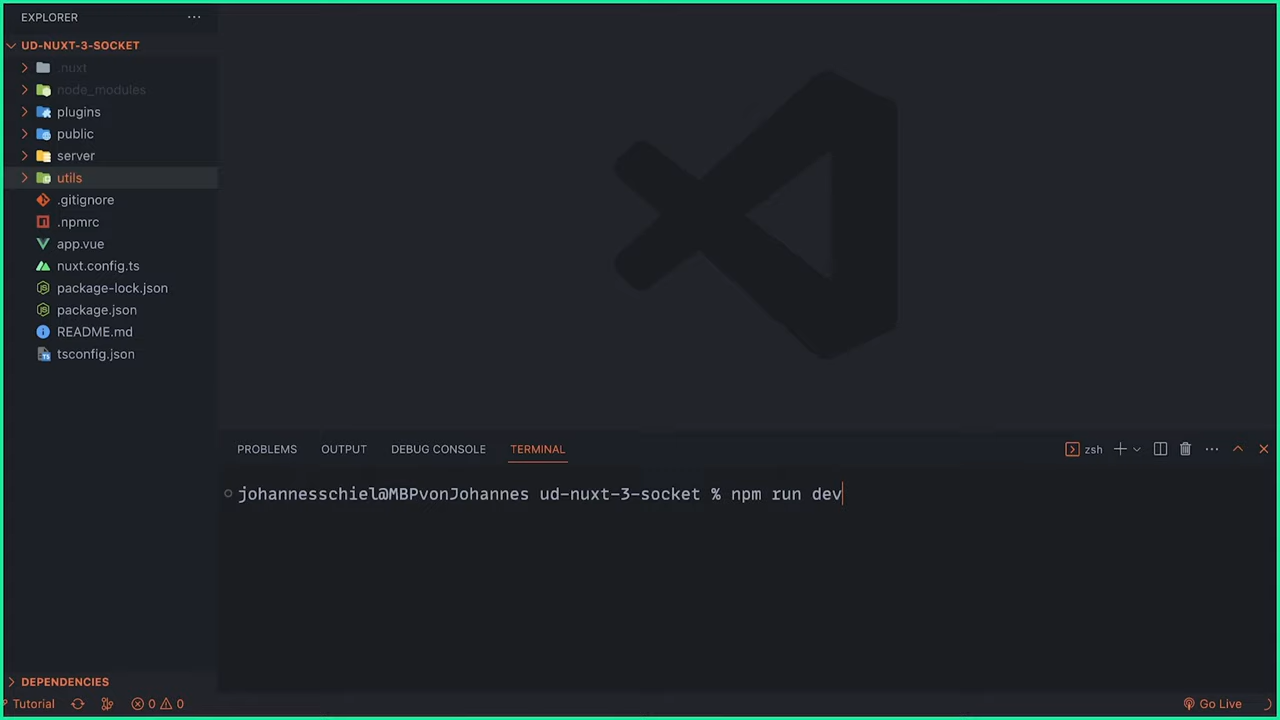 EXPLORER
UD-NUXT-3-SOCKET
.nuxt
node_modules
plugins
public
server
utils
.gitignore
.npmrc
app.vue
nuxt.config.ts
package-lock.json
package.json
README.md
tsconfig.json
PROBLEMS OUTPUT DEBUG CONSOLE TERMINAL zsh
johannesschiel@MBPvonJohannes ud-nuxt-3-socket % npm run dev
DEPENDENCIES
Tutorial 0 0 Go Live